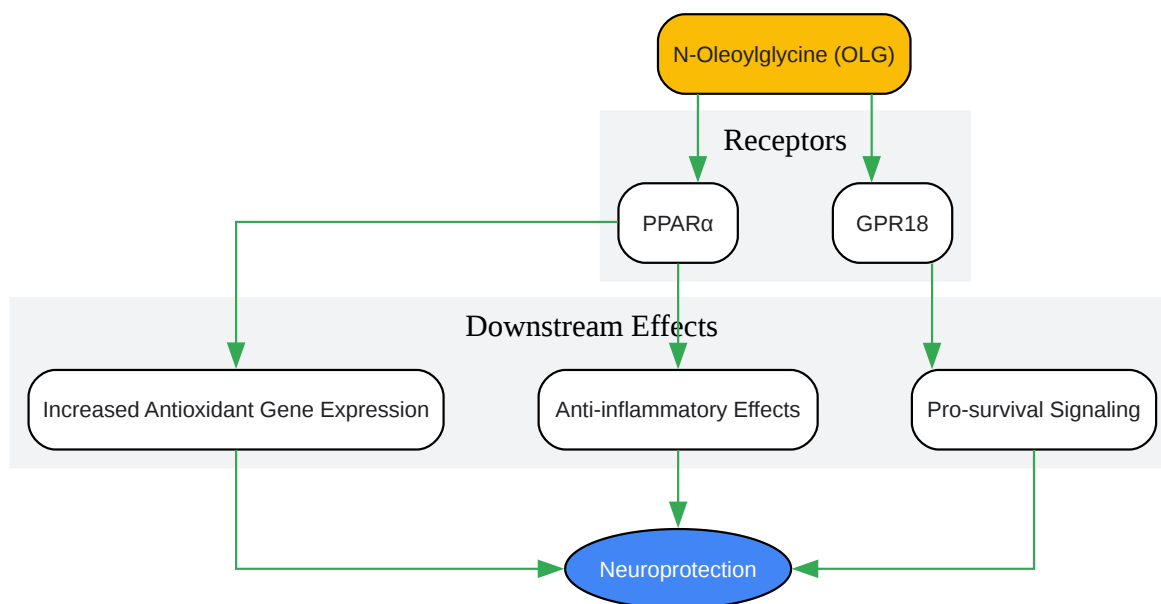 N-Oleoylglycine (OLG)
Receptors
PPARα
GPR18
Downstream Effects
Increased Antioxidant Gene Expression
Anti-inflammatory Effects
Pro-survival Signaling
Neuroprotection